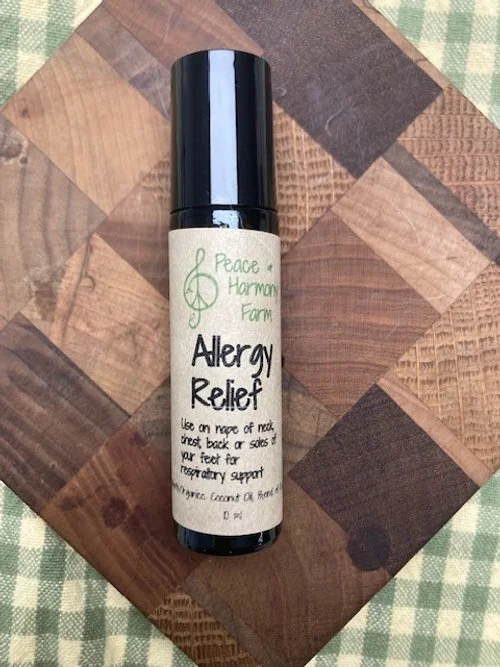 Peace +
Harmony
Farm
Allergy
Relief
Use on nape of neck,
chest, back or soles of
your feet for
respiratory support
Organic Coconut Oil,
10 ml